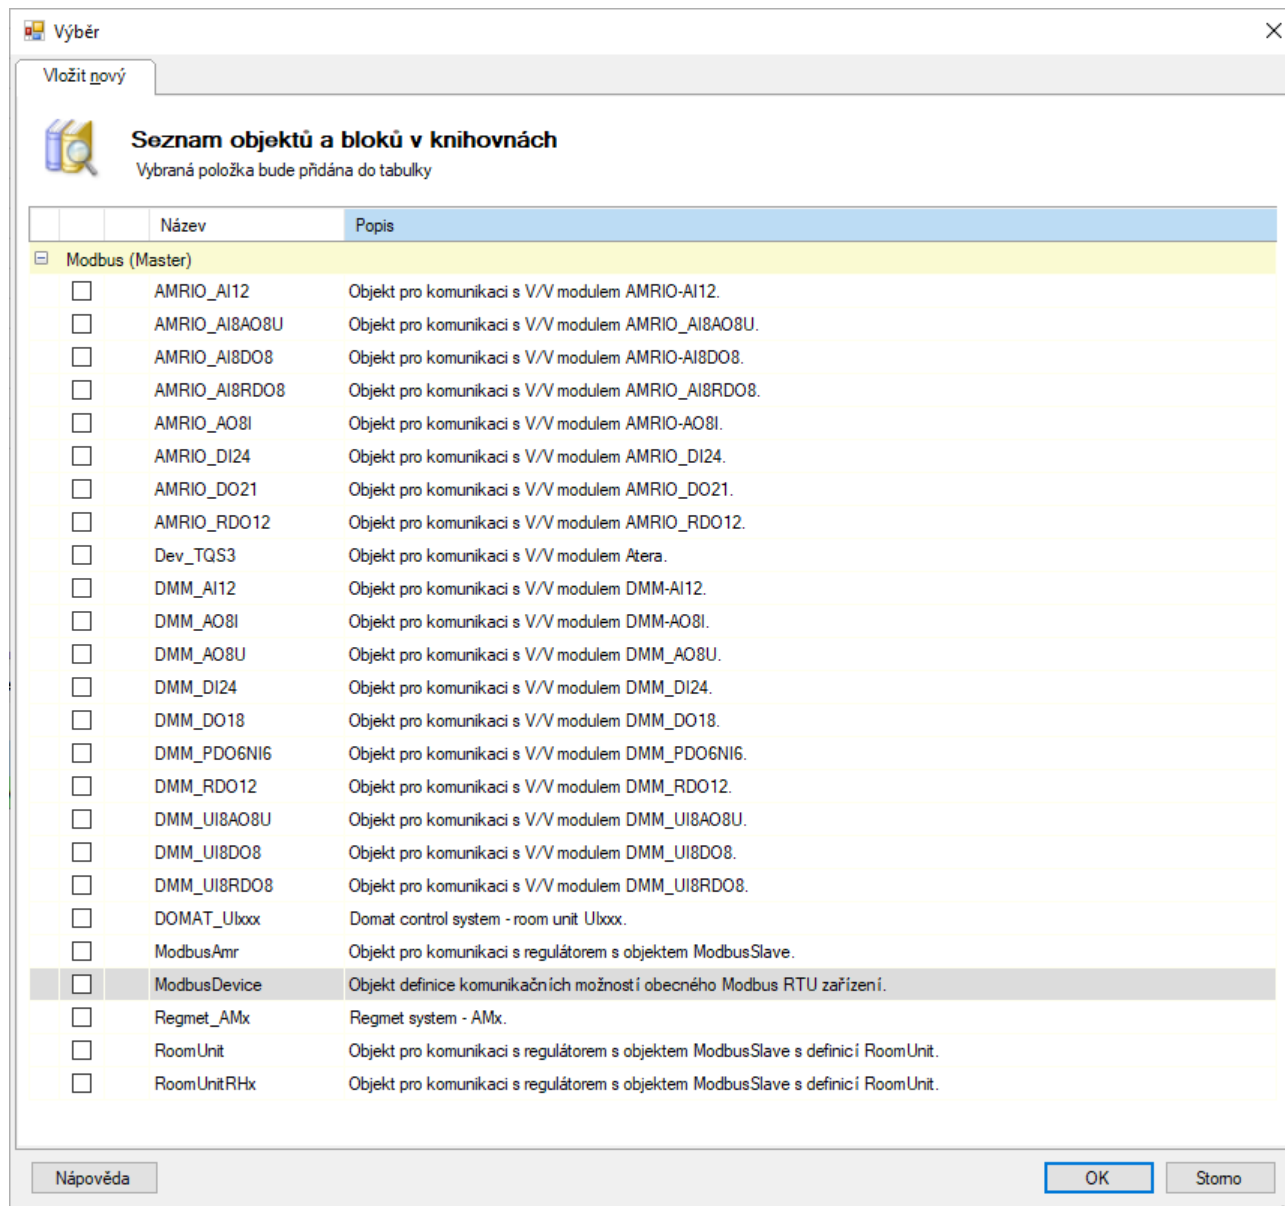 Výběr
Vložit nový
Seznam objektů a bloků v knihovnách
Vybraná položka bude přidána do tabulky
Název Popis
Modbus (Master)
AMRIO_AI12 Objekt pro komunikaci s V/V modulem AMRIO-AI12.
AMRIO_AI8AO8U Objekt pro komunikaci s V/V modulem AMRIO_AI8AO8U.
AMRIO_AI8DO8 Objekt pro komunikaci s V/V modulem AMRIO-AI8DO8.
AMRIO_AI8RDO8 Objekt pro komunikaci s V/V modulem AMRIO_AI8RDO8.
AMRIO_AO8I Objekt pro komunikaci s V/V modulem AMRIO-AO8I.
AMRIO_DI24 Objekt pro komunikaci s V/V modulem AMRIO_DI24.
AMRIO_DO21 Objekt pro komunikaci s V/V modulem AMRIO_DO21.
AMRIO_RDO12 Objekt pro komunikaci s V/V modulem AMRIO_RDO12.
Dev_TQS3 Objekt pro komunikaci s V/V modulem Atera.
DMM_AI12 Objekt pro komunikaci s V/V modulem DMM-AI12.
DMM_AO8I Objekt pro komunikaci s V/V modulem DMM-AO8I.
DMM_AO8U Objekt pro komunikaci s V/V modulem DMM_AO8U.
DMM_DI24 Objekt pro komunikaci s V/V modulem DMM_DI24.
DMM_DO18 Objekt pro komunikaci s V/V modulem DMM_DO18.
DMM_PDO6NI6 Objekt pro komunikaci s V/V modulem DMM_PDO6NI6.
DMM_RDO12 Objekt pro komunikaci s V/V modulem DMM_RDO12.
DMM_UI8AO8U Objekt pro komunikaci s V/V modulem DMM_UI8AO8U.
DMM_UI8DO8 Objekt pro komunikaci s V/V modulem DMM_UI8DO8.
DMM_UI8RDO8 Objekt pro komunikaci s V/V modulem DMM_UI8RDO8.
DOMAT_UIxxx Domat control system - room unit UIxxx.
ModbusAmr Objekt pro komunikaci s regulátorem s objektem ModbusSlave.
ModbusDevice Objekt definice komunikačních možností obecného Modbus RTU zařízení.
Regmet_AMx Regmet system - AMx.
RoomUnit Objekt pro komunikaci s regulátorem s objektem ModbusSlave s definicí RoomUnit.
RoomUnitRHx Objekt pro komunikaci s regulátorem s objektem ModbusSlave s definicí RoomUnit.
Nápověda OK Storno